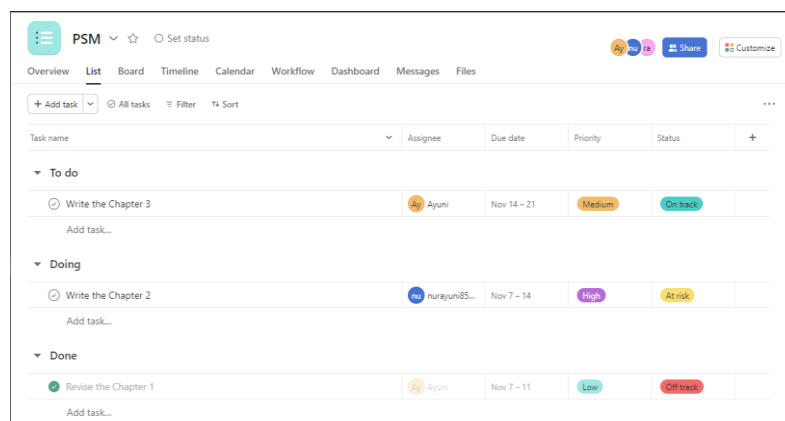 PSM Set status
Ay nu ra Share Customize
Overview List Board Timeline Calendar Workflow Dashboard Messages Files
+ Add task All tasks Filter Sort
Task name Assignee Due date Priority Status +
To do
Write the Chapter 3 Ay Ayuni Nov 14 – 21 Medium On track
Add task...
Doing
Write the Chapter 2 nu nurayuni85... Nov 7 – 14 High At risk
Add task...
Done
Revise the Chapter 1 Ay Ayuni Nov 7 – 11 Low Off track
Add task...